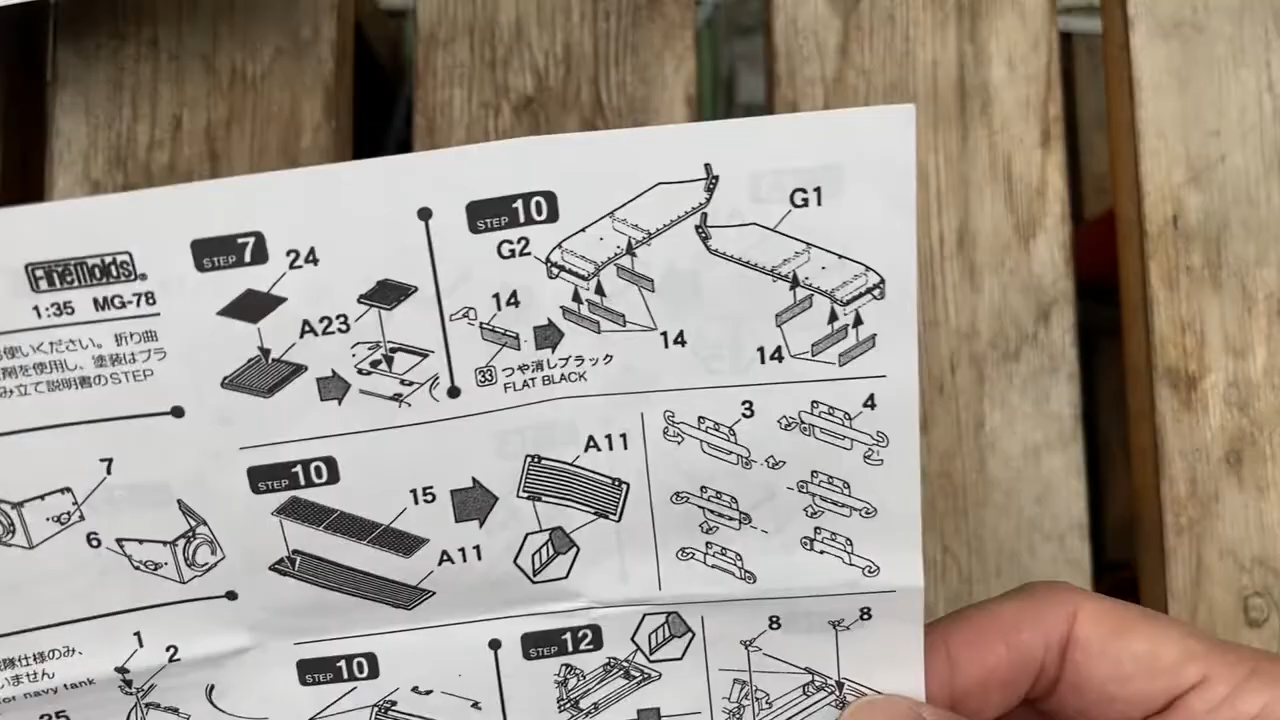 FineMolds
1:35 MG-78
使いください。折り曲
剤を使用し、塗装はプラ
み立て説明書のSTEP
STEP 7
24
A23
STEP 10
G2
G1
14
14
14
33 つや消しブラック
FLAT BLACK
7
6
STEP 10
15
A11
A11
3
4
隊仕様のみ、
いません
or navy tank
1
2
25
STEP 10
STEP 12
8
8